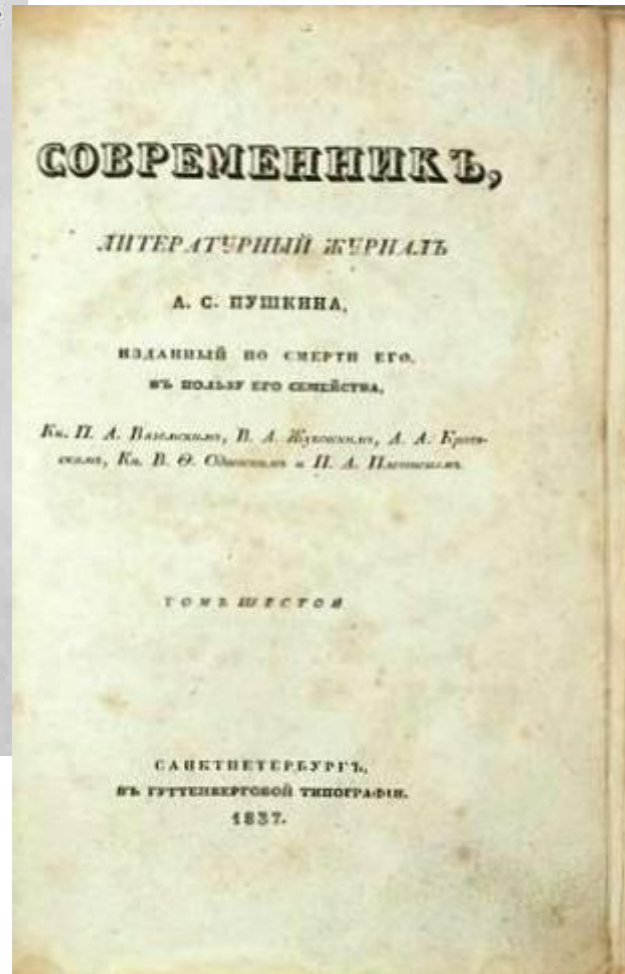 СОВРЕМЕННИКЪ,
ЛИТЕРАТУРНЫЙ ЖУРНАЛЪ
А. С. ПУШКИНА,
ИЗДАННЫЙ ПО СМЕРТИ ЕГО,
ВЪ ПОЛЬЗУ ЕГО СЕМЕЙСТВА,
Кн. П. А. Вяземскимъ, В. А. Жуковскимъ, А. А. Краев-
скимъ, Кн. В. Ѳ. Одоевскимъ и П. А. Плетневымъ
ТОМЪ ШЕСТОЙ
САНКТПЕТЕРБУРГЪ,
ВЪ ГУТТЕНБЕРГОВОЙ ТИПОГРАФІИ.
1837.